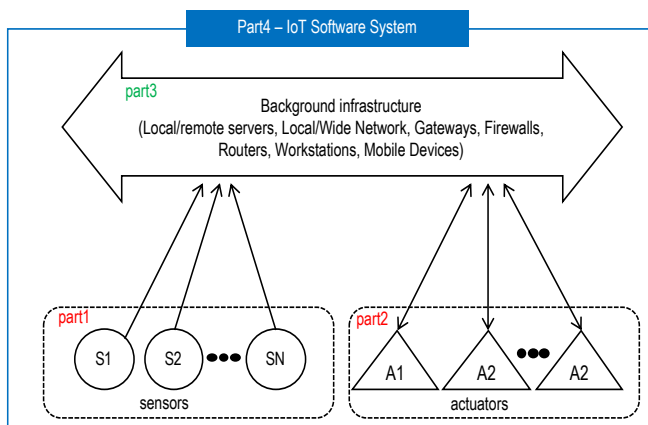 Part4 – IoT Software System
part3
Background infrastructure
(Local/remote servers, Local/Wide Network, Gateways, Firewalls,
Routers, Workstations, Mobile Devices)
part1
S1 S2 SN
sensors
part2
A1 A2 A2
actuators